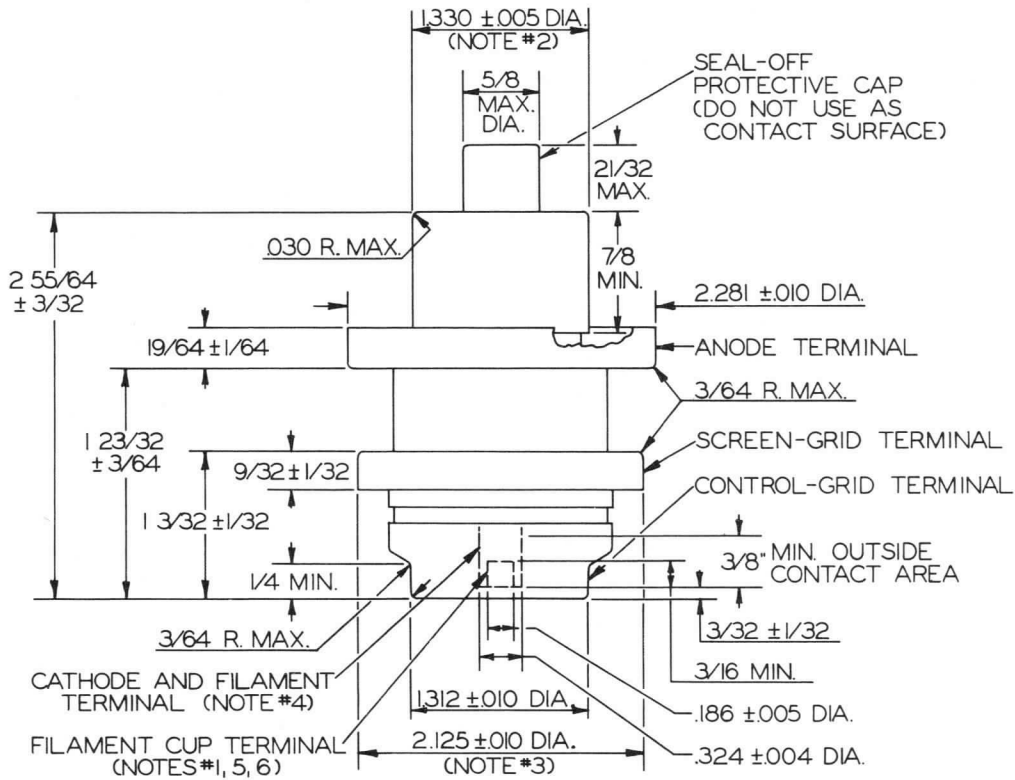 1.330 ±.005 DIA.
(NOTE #2)
5/8
MAX.
DIA.
SEAL-OFF
PROTECTIVE CAP
(DO NOT USE AS
CONTACT SURFACE)
21/32
MAX.
.030 R. MAX.
7/8
MIN.
2 55/64
± 3/32
2.281 ±.010 DIA.
19/64 ± 1/64
ANODE TERMINAL
3/64 R. MAX.
1 23/32
± 3/64
SCREEN-GRID TERMINAL
9/32 ± 1/32
CONTROL-GRID TERMINAL
1 3/32 ± 1/32
3/8" MIN. OUTSIDE
CONTACT AREA
1/4 MIN.
3/32 ± 1/32
3/64 R. MAX.
3/16 MIN.
CATHODE AND FILAMENT
TERMINAL (NOTE #4)
1.312 ±.010 DIA.
.186 ±.005 DIA.
FILAMENT CUP TERMINAL
(NOTES #1, 5, 6)
2.125 ±.010 DIA.
(NOTE #3)
.324 ±.004 DIA.